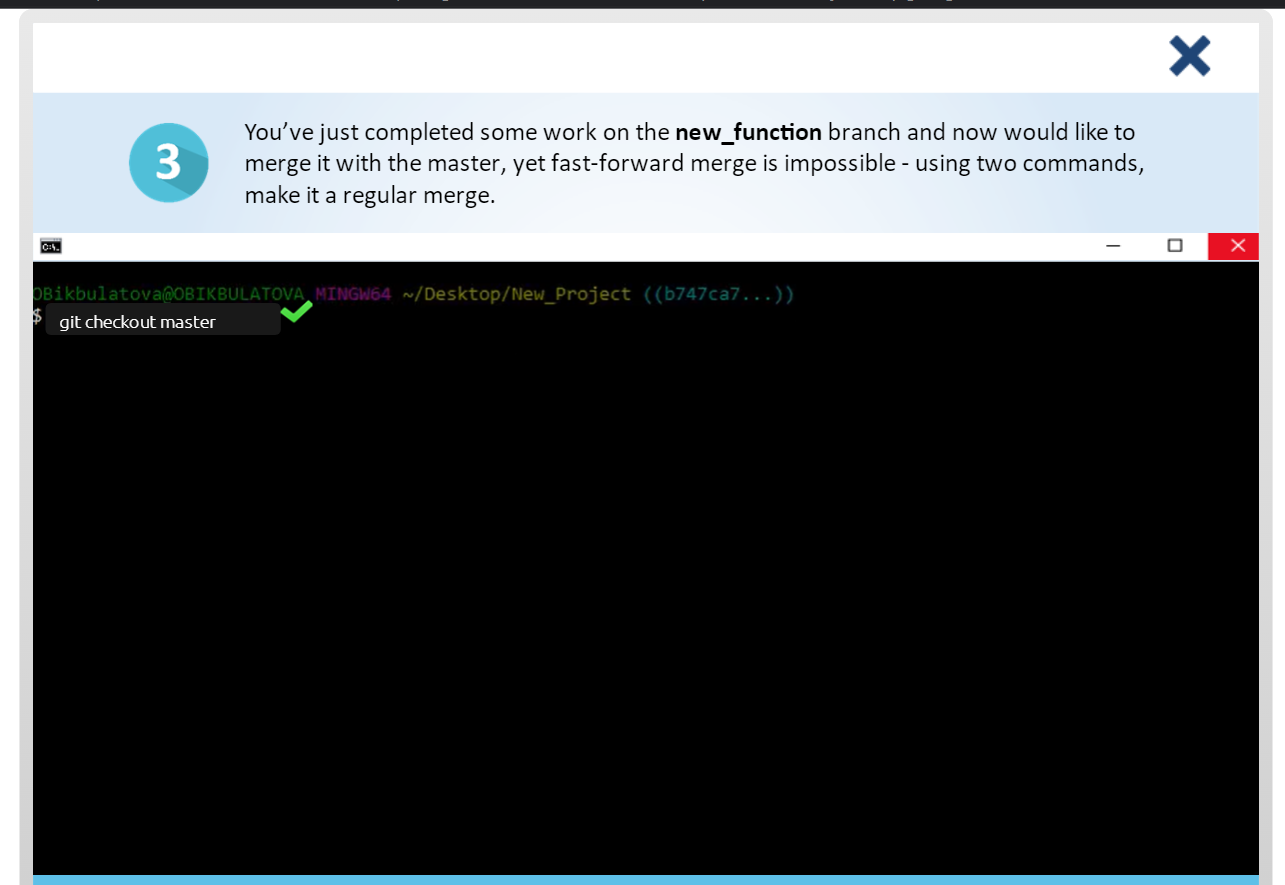 3
You've just completed some work on the new_function branch and now would like to
merge it with the master, yet fast-forward merge is impossible - using two commands,
make it a regular merge.
C:\.
OBikbulatova@OBIKBULATOVA MINGW64 ~/Desktop/New_Project ((b747ca7...))
$ git checkout master